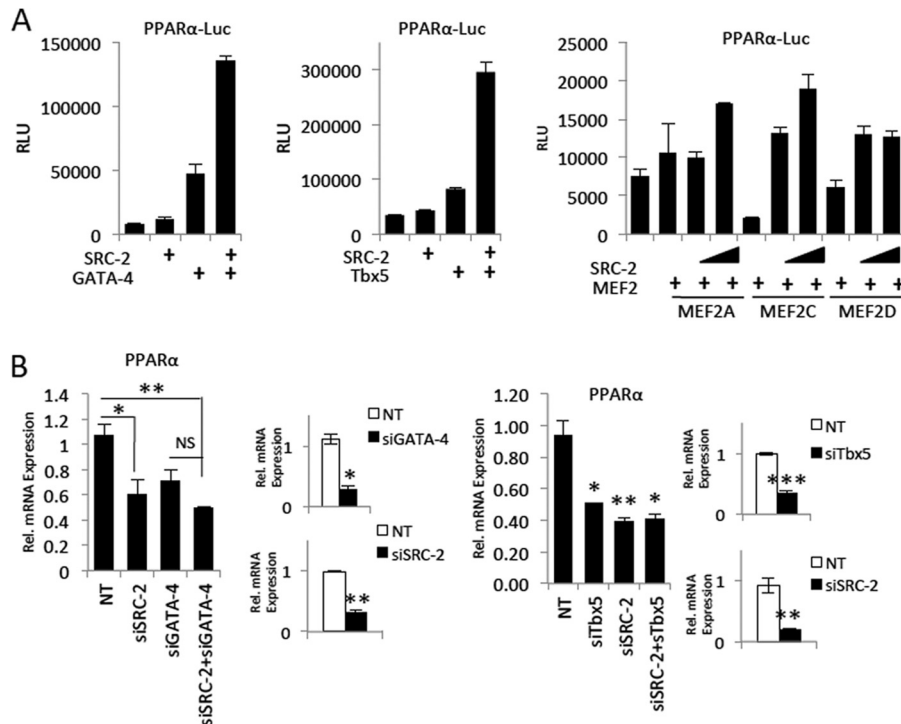 A
PPARα-Luc
RLU
150000
100000
50000
0
SRC-2 + +
GATA-4 + +
PPARα-Luc
RLU
300000
200000
100000
0
SRC-2 + +
Tbx5 + +
PPARα-Luc
RLU
25000
20000
15000
10000
5000
0
SRC-2
MEF2 + + + + + + + +
MEF2A MEF2C MEF2D
B
PPARα
Rel. mRNA Expression
1.4
1.2
1
0.8
0.6
0.4
0.2
0
**
*
NS
NT
siSRC-2
siGATA-4
siSRC-2+siGATA-4
NT
siGATA-4
Rel. mRNA
Expression
1
0
*
NT
siSRC-2
Rel. mRNA
Expression
1
0
**
PPARα
Rel. mRNA Expression
1.20
1.00
0.80
0.60
0.40
0.20
0.00
* ** *
NT
siTbx5
siSRC-2
siSRC-2+sTbx5
NT
siTbx5
Rel. mRNA
Expression
1
0
***
NT
siSRC-2
Rel. mRNA
Expression
1
0
**